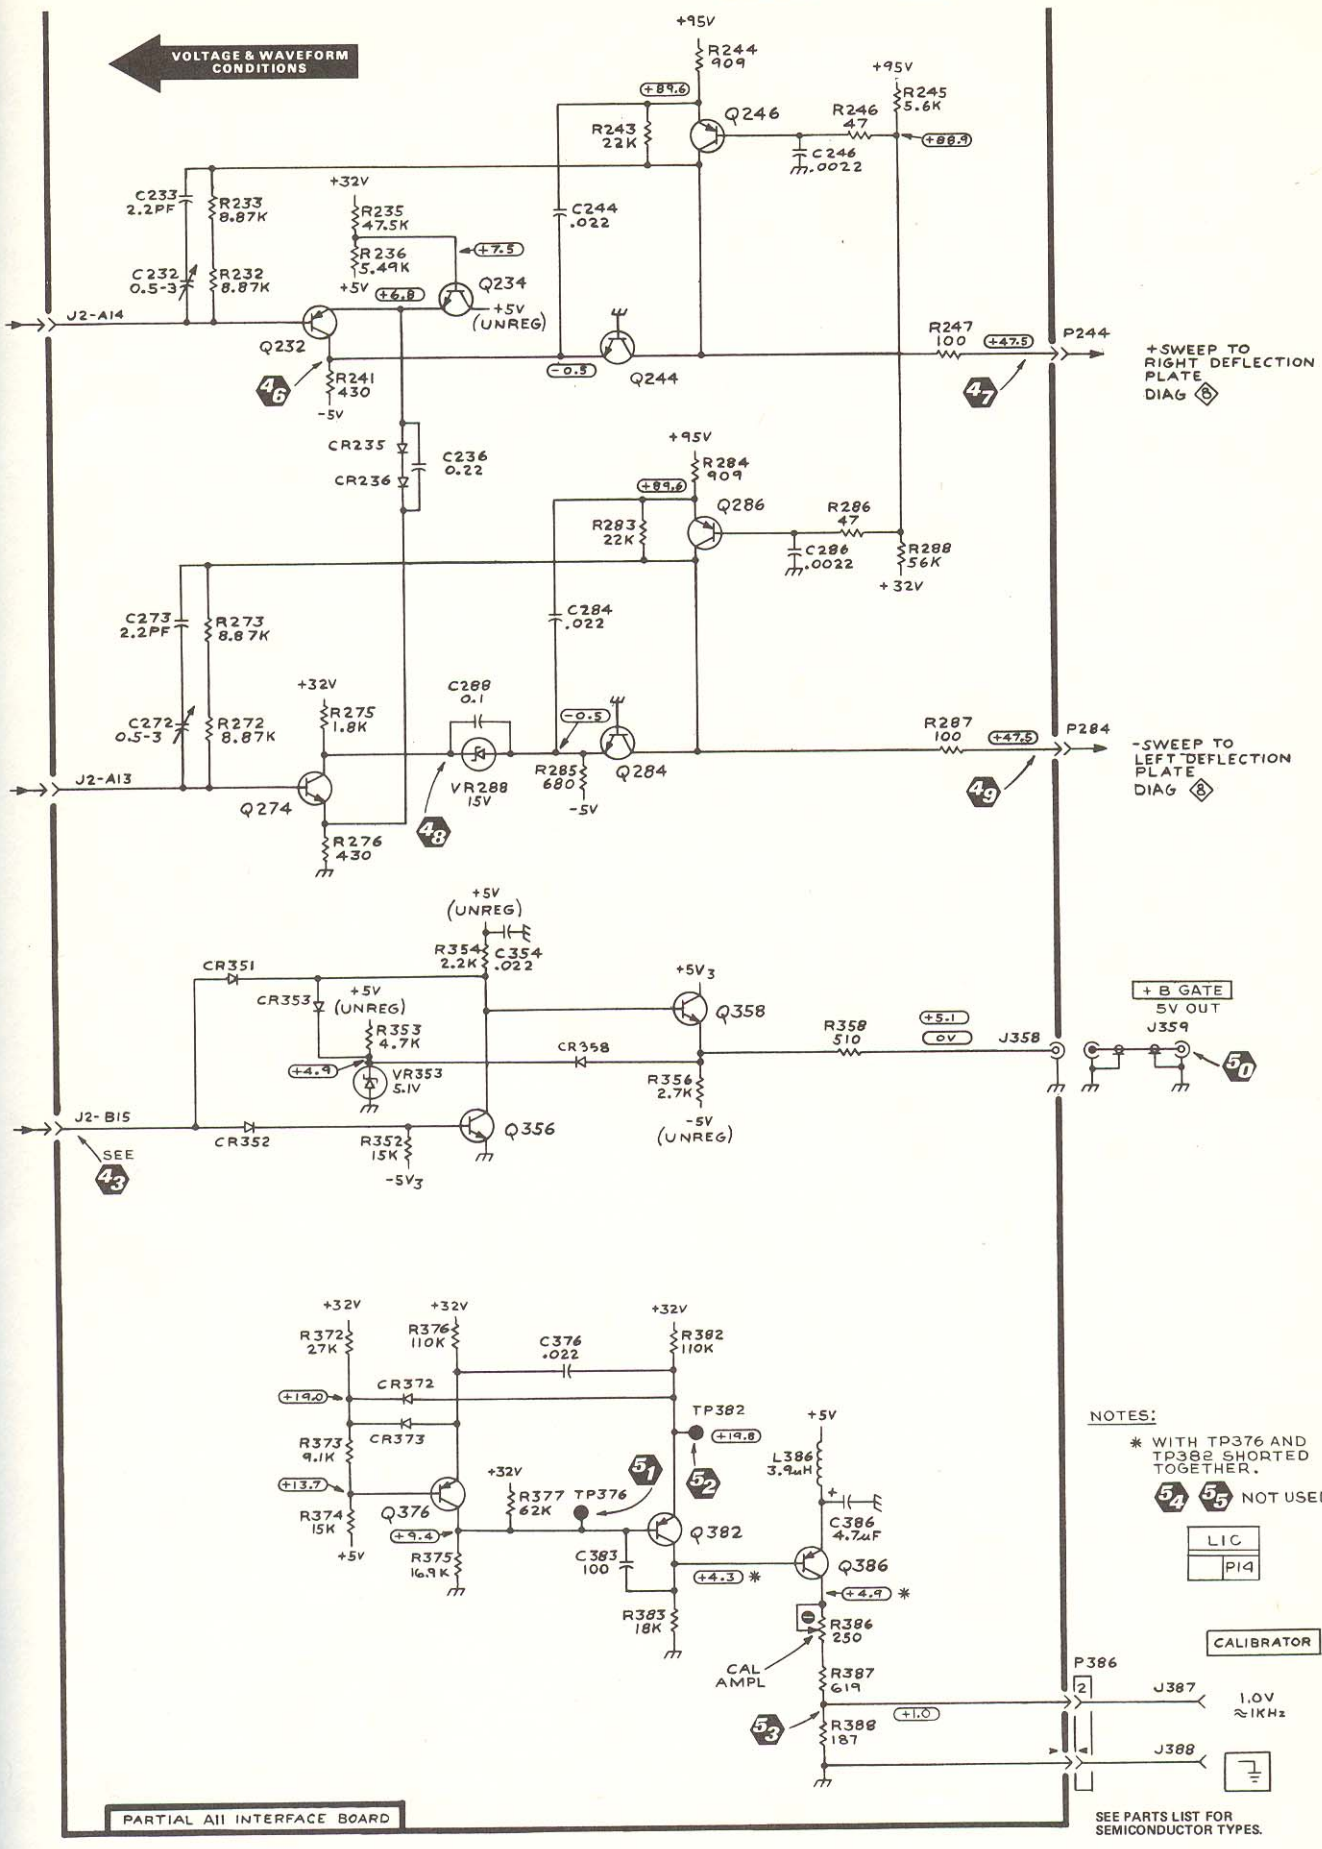 VOLTAGE & WAVEFORM
CONDITIONS
+95V
R244
909
+89.6
Q246
R243
22K
+95V
R245
5.6K
R246
47
+88.9
C246
.0022
C233
2.2PF
R233
8.87K
+32V
R235
47.5K
R236
5.49K
+5V
+7.5
C244
.022
C232
0.5-3
R232
8.87K
Q234
+6.8
+5V
(UNREG)
J2-A14
Q232
R247
100
+47.5
P244
46
R241
430
-5V
-0.5
Q244
47
+SWEEP TO
RIGHT DEFLECTION
PLATE
DIAG 8
CR235
CR236
C236
0.22
+95V
R284
909
+89.6
Q286
R283
22K
R286
47
C286
.0022
R288
56K
+32V
C273
2.2PF
R273
8.87K
C284
.022
+32V
R275
1.8K
C288
0.1
-0.5
C272
0.5-3
R272
8.87K
R287
100
+47.5
P284
J2-A13
Q274
VR288
15V
R285
680
-5V
Q284
49
-SWEEP TO
LEFT DEFLECTION
PLATE
DIAG 8
48
R276
430
+5V
(UNREG)
R354
2.2K
C354
.022
CR351
CR353
+5V
(UNREG)
R353
4.7K
+4.9
VR353
5.1V
+5V3
Q358
CR358
R358
510
+5.1
0V
J358
+ B GATE
5V OUT
J359
50
R356
2.7K
-5V
(UNREG)
J2-B15
CR352
R352
15K
-5V3
Q356
SEE
43
+32V
R372
27K
+32V
R376
110K
C376
.022
+32V
R382
110K
+19.0
CR372
CR373
R373
9.1K
+13.7
R374
15K
+5V
Q376
+9.4
R375
16.9K
+32V
R377
62K
TP376
51
TP382
+19.8
52
C383
100
Q382
+4.3 *
R383
18K
+5V
L386
3.9µH
+
C386
4.7µF
Q386
+4.9 *
R386
250
CAL
AMPL
R387
619
53
+1.0
R388
187
NOTES:
* WITH TP376 AND
TP382 SHORTED
TOGETHER.
54 55 NOT USED
LIC
P14
CALIBRATOR
P386
2
J387
1.0V
≈1KHz
J388
PARTIAL A11 INTERFACE BOARD
SEE PARTS LIST FOR
SEMICONDUCTOR TYPES.